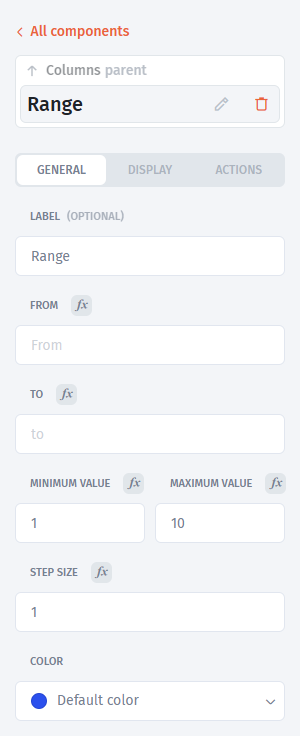 All components
Columns parent
Range
GENERAL DISPLAY ACTIONS
LABEL (OPTIONAL)
Range
FROM fx
From
TO fx
to
MINIMUM VALUE fx MAXIMUM VALUE fx
1 10
STEP SIZE fx
1
COLOR
Default color